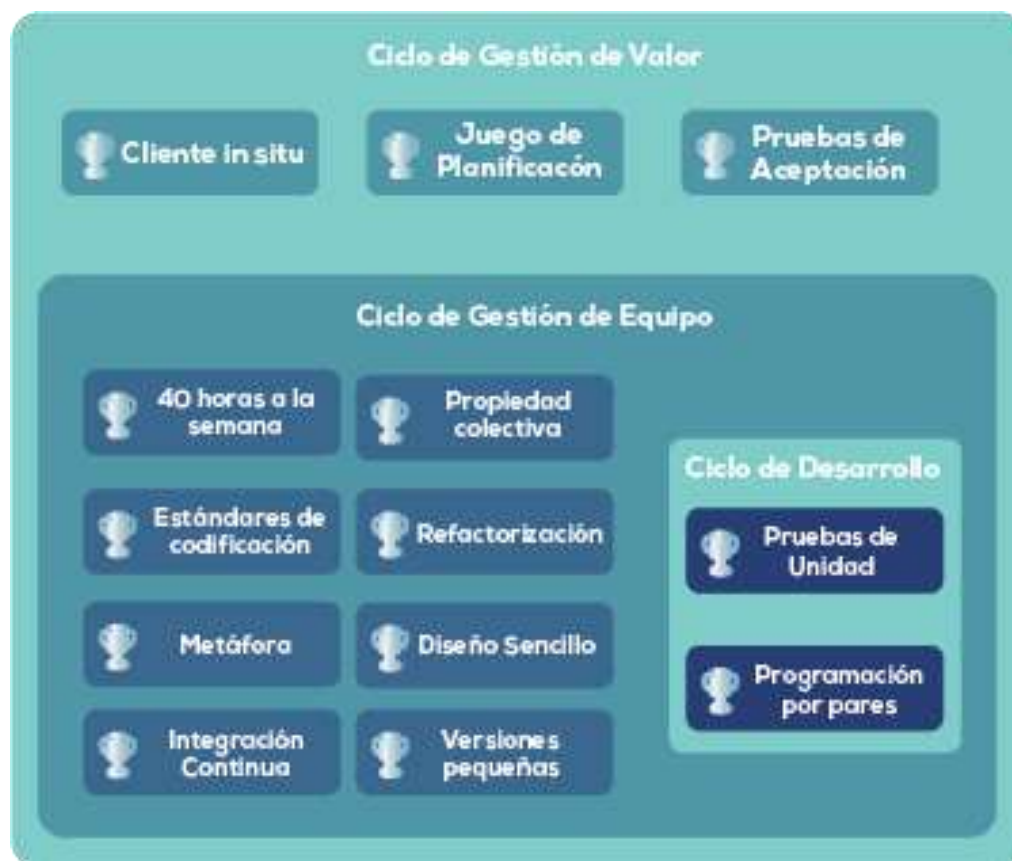 Ciclo de Gestión de Valor
Cliente in situ
Juego de
Planificacón
Pruebas de
Aceptación
Ciclo de Gestión de Equipo
40 horas a la
semana
Propiedad
colectiva
Estándares de
codificación
Refactorización
Metáfora
Diseño Sencillo
Integración
Continua
Versiones
pequeñas
Ciclo de Desarrollo
Pruebas de
Unidad
Programación
por pares